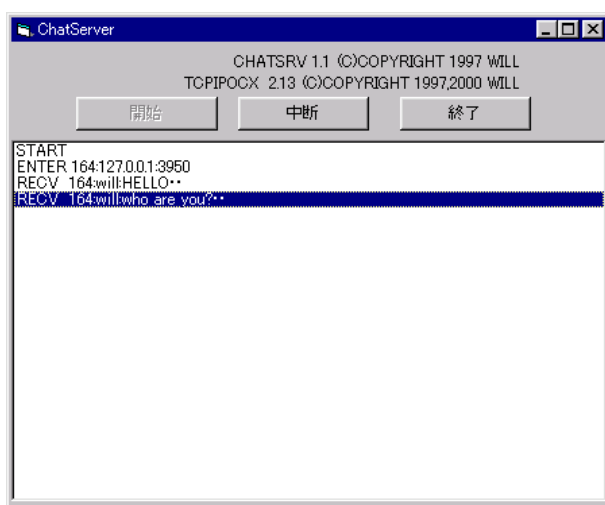 ChatServer
CHATSRV 1.1 (C)COPYRIGHT 1997 WILL
TCPIPOCX 2.13 (C)COPYRIGHT 1997,2000 WILL
開始 中断 終了
START
ENTER 164:127.0.0.1:3950
RECV 164:will:HELLO··
RECV 164:will:who are you?··